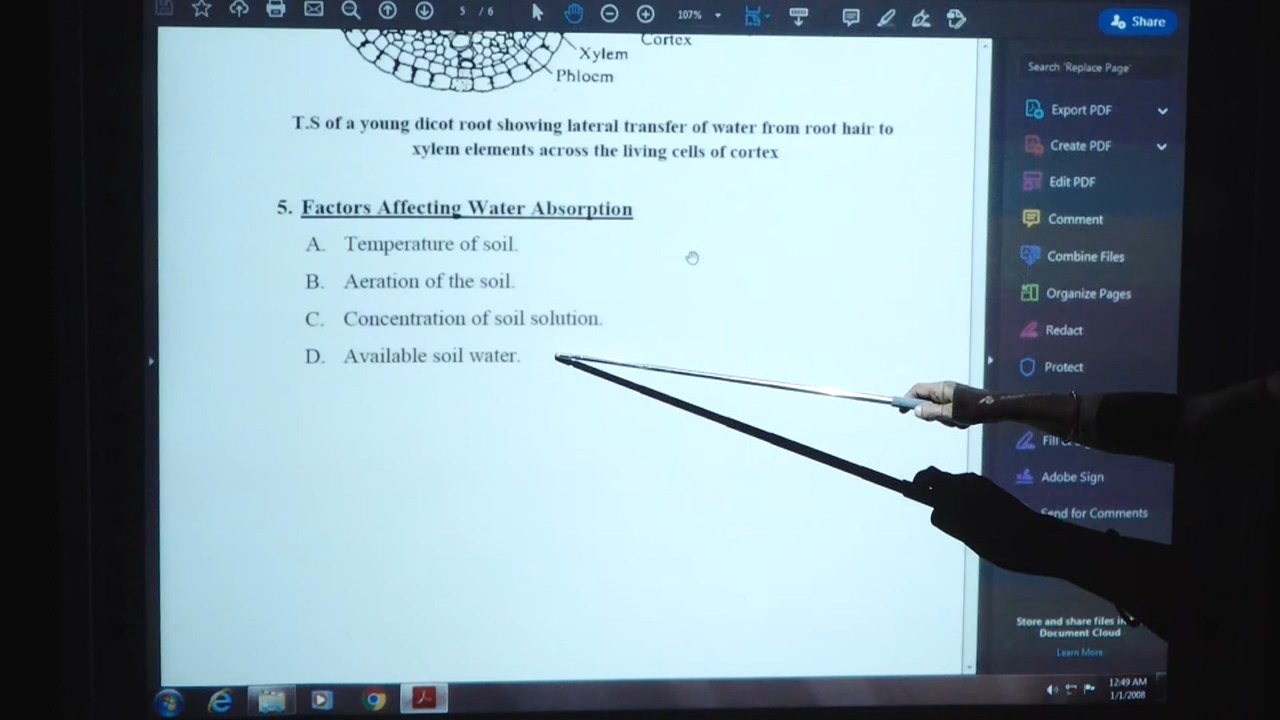 5 / 6
107%
Share
Cortex
Xylem
Phlocm
T.S of a young dicot root showing lateral transfer of water from root hair to
xylem elements across the living cells of cortex
5. Factors Affecting Water Absorption
A. Temperature of soil.
B. Aeration of the soil.
C. Concentration of soil solution.
D. Available soil water.
Search 'Replace Page'
Export PDF
Create PDF
Edit PDF
Comment
Combine Files
Organize Pages
Redact
Protect
Fill
Adobe Sign
Send for Comments
Store and share files in
Document Cloud
Learn More
12:49 AM
1/1/2008